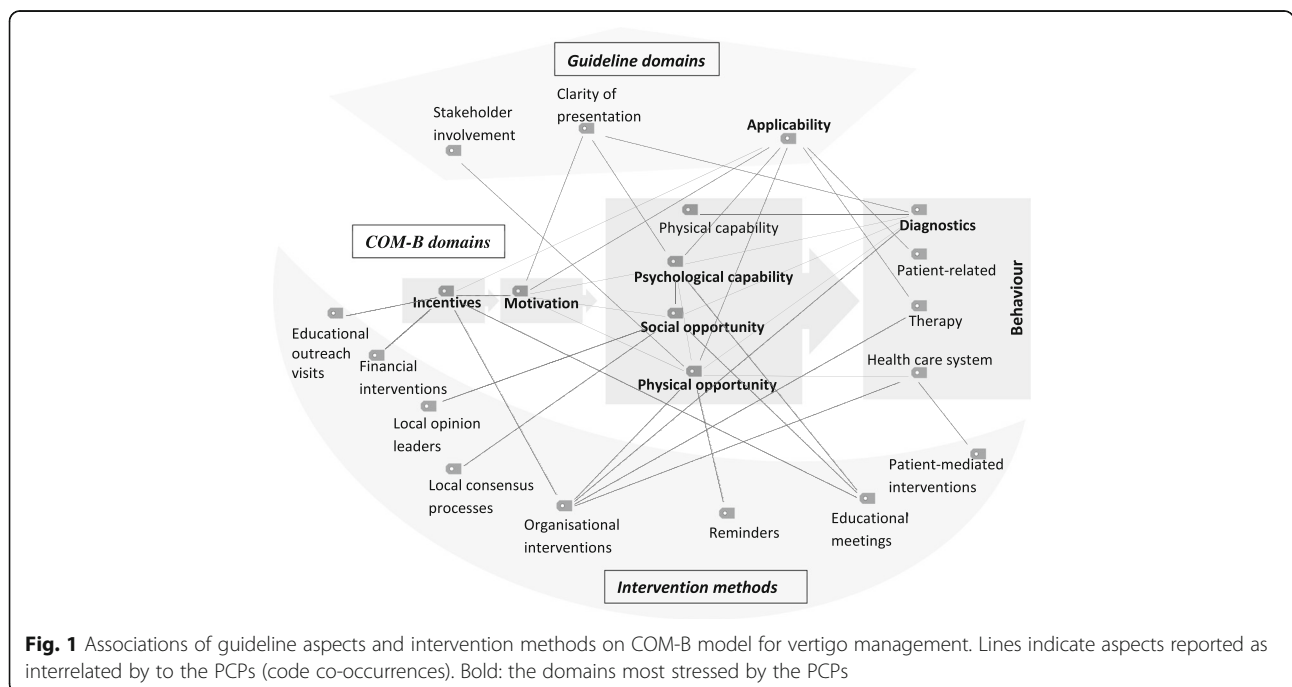 Guideline domains
Stakeholder
involvement
Clarity of
presentation
Applicability
COM-B domains
Physical capability
Diagnostics
Psychological capability
Patient-related
Behaviour
Incentives
Motivation
Social opportunity
Therapy
Educational
outreach
visits
Financial
interventions
Physical opportunity
Health care system
Local opinion
leaders
Local consensus
processes
Organisational
interventions
Reminders
Educational
meetings
Patient-mediated
interventions
Intervention methods
Fig. 1 Associations of guideline aspects and intervention methods on COM-B model for vertigo management. Lines indicate aspects reported as
interrelated by to the PCPs (code co-occurrences). Bold: the domains most stressed by the PCPs